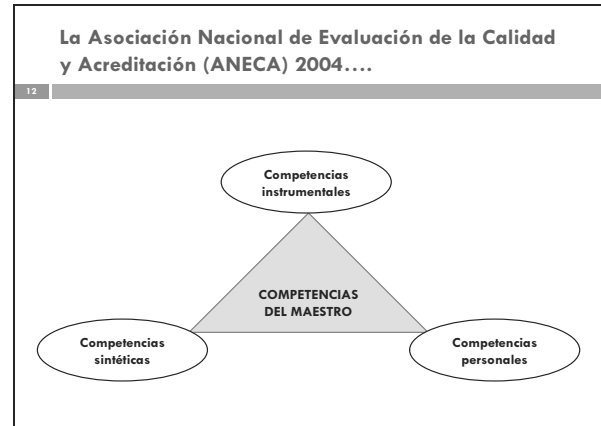 La Asociación Nacional de Evaluación de la Calidad
y Acreditación (ANECA) 2004....
12
Competencias
instrumentales
COMPETENCIAS
DEL MAESTRO
Competencias
sintéticas
Competencias
personales